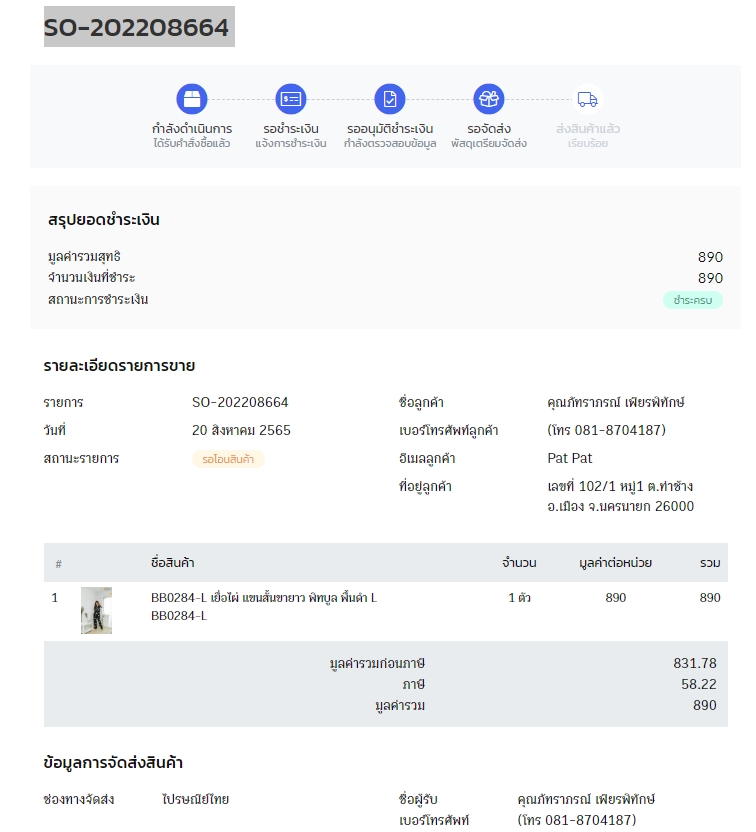 SO-202208664
กำลังดำเนินการ รอชำระเงิน รออนุมัติชำระเงิน รอจัดส่ง ส่งสินค้าแล้ว
ได้รับคำสั่งซื้อแล้ว แจ้งการชำระเงิน กำลังตรวจสอบข้อมูล พัสดุเตรียมจัดส่ง เรียบร้อย
สรุปยอดชำระเงิน
มูลค่ารวมสุทธิ 890
จำนวนเงินที่ชำระ 890
สถานะการชำระเงิน ชำระครบ
รายละเอียดรายการขาย
รายการ SO-202208664 ชื่อลูกค้า คุณภัทราภรณ์ เพียรพิทักษ์
วันที่ 20 สิงหาคม 2565 เบอร์โทรศัพท์ลูกค้า (โทร 081-8704187)
สถานะรายการ รอโอนสินค้า อีเมลลูกค้า Pat Pat
ที่อยู่ลูกค้า เลขที่ 102/1 หมู่1 ต.ท่าช้าง
อ.เมือง จ.นครนายก 26000
# ชื่อสินค้า จำนวน มูลค่าต่อหน่วย รวม
1 BB0284-L เยื่อไผ่ แขนสั้นขายาว พิทบูล พื้นดำ L 1 ตัว 890 890
BB0284-L
มูลค่ารวมก่อนภาษี 831.78
ภาษี 58.22
มูลค่ารวม 890
ข้อมูลการจัดส่งสินค้า
ช่องทางจัดส่ง ไปรษณีย์ไทย ชื่อผู้รับ คุณภัทราภรณ์ เพียรพิทักษ์
เบอร์โทรศัพท์ (โทร 081-8704187)